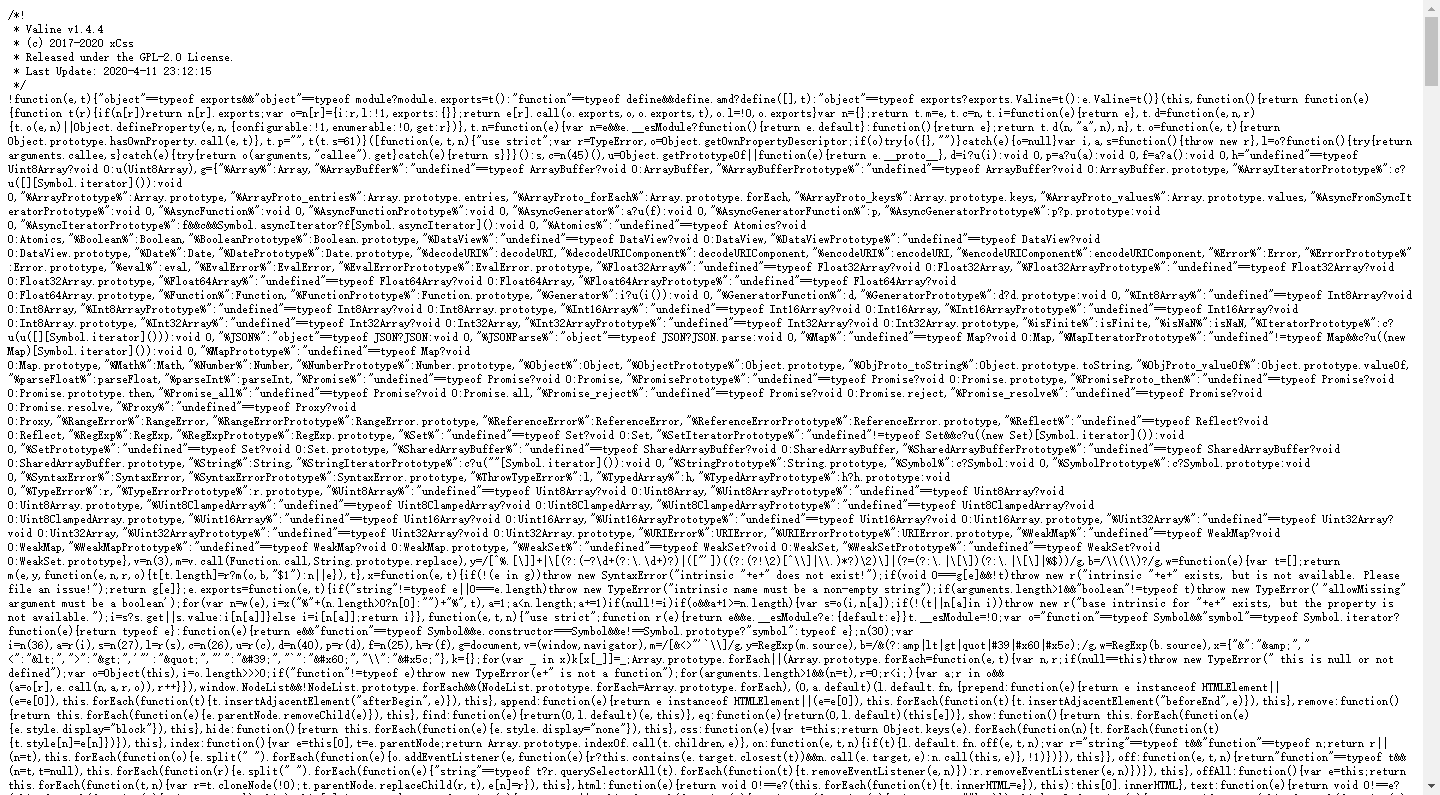 /*!
 * Valine v1.4.4
 * (c) 2017-2020 xCss
 * Released under the GPL-2.0 License.
 * Last Update: 2020-4-11 23:12:15
 */
!function(e,t){"object"==typeof exports&&"object"==typeof module?module.exports=t():"function"==typeof define&&define.amd?define([],t):"object"==typeof exports?exports.Valine=t():e.Valine=t()}(this,function(){return function(e)
{function t(r){if(n[r])return n[r].exports;var o=n[r]={i:r,l:!1,exports:{}};return e[r].call(o.exports,o,o.exports,t),o.l=!0,o.exports}var n={};return t.m=e,t.c=n,t.i=function(e){return e},t.d=function(e,n,r)
{t.o(e,n)||Object.defineProperty(e,n,{configurable:!1,enumerable:!0,get:r})},t.n=function(e){var n=e&&e.__esModule?function(){return e.default}:function(){return e};return t.d(n,"a",n),n},t.o=function(e,t){return
Object.prototype.hasOwnProperty.call(e,t)},t.p="",t(t.s=61)}([function(e,t,n){"use strict";var r=TypeError,o=Object.getOwnPropertyDescriptor;if(o)try{o({},"")}catch(e){o=null}var i,a,s=function(){throw new r},l=o?function(){try{return
arguments.callee,s}catch(e){try{return o(arguments,"callee").get}catch(e){return s}}}():s,c=n(45)(),u=Object.getPrototypeOf||function(e){return e.__proto__},d=i?u(i):void 0,p=a?u(a):void 0,f=a?a():void 0,h="undefined"==typeof
Uint8Array?void 0:u(Uint8Array),g={"%Array%":Array,"%ArrayBuffer%":"undefined"==typeof ArrayBuffer?void 0:ArrayBuffer,"%ArrayBufferPrototype%":"undefined"==typeof ArrayBuffer?void 0:ArrayBuffer.prototype,"%ArrayIteratorPrototype%":c?
u([][Symbol.iterator]()):void
0,"%ArrayPrototype%":Array.prototype,"%ArrayProto_entries%":Array.prototype.entries,"%ArrayProto_forEach%":Array.prototype.forEach,"%ArrayProto_keys%":Array.prototype.keys,"%ArrayProto_values%":Array.prototype.values,"%AsyncFromSyncIt
eratorPrototype%":void 0,"%AsyncFunction%":void 0,"%AsyncFunctionPrototype%":void 0,"%AsyncGenerator%":a?u(f):void 0,"%AsyncGeneratorFunction%":p,"%AsyncGeneratorPrototype%":p?p.prototype:void
0,"%AsyncIteratorPrototype%":f&&c&&Symbol.asyncIterator?f[Symbol.asyncIterator]():void 0,"%Atomics%":"undefined"==typeof Atomics?void
0:Atomics,"%Boolean%":Boolean,"%BooleanPrototype%":Boolean.prototype,"%DataView%":"undefined"==typeof DataView?void 0:DataView,"%DataViewPrototype%":"undefined"==typeof DataView?void
0:DataView.prototype,"%Date%":Date,"%DatePrototype%":Date.prototype,"%decodeURI%":decodeURI,"%decodeURIComponent%":decodeURIComponent,"%encodeURI%":encodeURI,"%encodeURIComponent%":encodeURIComponent,"%Error%":Error,"%ErrorPrototype%"
:Error.prototype,"%eval%":eval,"%EvalError%":EvalError,"%EvalErrorPrototype%":EvalError.prototype,"%Float32Array%":"undefined"==typeof Float32Array?void 0:Float32Array,"%Float32ArrayPrototype%":"undefined"==typeof Float32Array?void
0:Float32Array.prototype,"%Float64Array%":"undefined"==typeof Float64Array?void 0:Float64Array,"%Float64ArrayPrototype%":"undefined"==typeof Float64Array?void
0:Float64Array.prototype,"%Function%":Function,"%FunctionPrototype%":Function.prototype,"%Generator%":i?u(i()):void 0,"%GeneratorFunction%":d,"%GeneratorPrototype%":d?d.prototype:void 0,"%Int8Array%":"undefined"==typeof Int8Array?void
0:Int8Array,"%Int8ArrayPrototype%":"undefined"==typeof Int8Array?void 0:Int8Array.prototype,"%Int16Array%":"undefined"==typeof Int16Array?void 0:Int16Array,"%Int16ArrayPrototype%":"undefined"==typeof Int16Array?void
0:Int8Array.prototype,"%Int32Array%":"undefined"==typeof Int32Array?void 0:Int32Array,"%Int32ArrayPrototype%":"undefined"==typeof Int32Array?void 0:Int32Array.prototype,"%isFinite%":isFinite,"%isNaN%":isNaN,"%IteratorPrototype%":c?
u(u([][Symbol.iterator]())):void 0,"%JSON%":"object"==typeof JSON?JSON:void 0,"%JSONParse%":"object"==typeof JSON?JSON.parse:void 0,"%Map%":"undefined"==typeof Map?void 0:Map,"%MapIteratorPrototype%":"undefined"!=typeof Map&&c?u((new
Map)[Symbol.iterator]()):void 0,"%MapPrototype%":"undefined"==typeof Map?void
0:Map.prototype,"%Math%":Math,"%Number%":Number,"%NumberPrototype%":Number.prototype,"%Object%":Object,"%ObjectPrototype%":Object.prototype,"%ObjProto_toString%":Object.prototype.toString,"%ObjProto_valueOf%":Object.prototype.valueOf,
"%parseFloat%":parseFloat,"%parseInt%":parseInt,"%Promise%":"undefined"==typeof Promise?void 0:Promise,"%PromisePrototype%":"undefined"==typeof Promise?void 0:Promise.prototype,"%PromiseProto_then%":"undefined"==typeof Promise?void
0:Promise.prototype.then,"%Promise_all%":"undefined"==typeof Promise?void 0:Promise.all,"%Promise_reject%":"undefined"==typeof Promise?void 0:Promise.reject,"%Promise_resolve%":"undefined"==typeof Promise?void
0:Promise.resolve,"%Proxy%":"undefined"==typeof Proxy?void
0:Proxy,"%RangeError%":RangeError,"%RangeErrorPrototype%":RangeError.prototype,"%ReferenceError%":ReferenceError,"%ReferenceErrorPrototype%":ReferenceError.prototype,"%Reflect%":"undefined"==typeof Reflect?void
0:Reflect,"%RegExp%":RegExp,"%RegExpPrototype%":RegExp.prototype,"%Set%":"undefined"==typeof Set?void 0:Set,"%SetIteratorPrototype%":"undefined"!=typeof Set&&c?u((new Set)[Symbol.iterator]()):void
0,"%SetPrototype%":"undefined"==typeof Set?void 0:Set.prototype,"%SharedArrayBuffer%":"undefined"==typeof SharedArrayBuffer?void 0:SharedArrayBuffer,"%SharedArrayBufferPrototype%":"undefined"==typeof SharedArrayBuffer?void
0:SharedArrayBuffer.prototype,"%String%":String,"%StringIteratorPrototype%":c?u(""[Symbol.iterator]()):void 0,"%StringPrototype%":String.prototype,"%Symbol%":c?Symbol:void 0,"%SymbolPrototype%":c?Symbol.prototype:void
0,"%SyntaxError%":SyntaxError,"%SyntaxErrorPrototype%":SyntaxError.prototype,"%ThrowTypeError%":l,"%TypedArray%":h,"%TypedArrayPrototype%":h?h.prototype:void
0,"%TypeError%":r,"%TypeErrorPrototype%":r.prototype,"%Uint8Array%":"undefined"==typeof Uint8Array?void 0:Uint8Array,"%Uint8ArrayPrototype%":"undefined"==typeof Uint8Array?void
0:Uint8Array.prototype,"%Uint8ClampedArray%":"undefined"==typeof Uint8ClampedArray?void 0:Uint8ClampedArray,"%Uint8ClampedArrayPrototype%":"undefined"==typeof Uint8ClampedArray?void
0:Uint8ClampedArray.prototype,"%Uint16Array%":"undefined"==typeof Uint16Array?void 0:Uint16Array,"%Uint16ArrayPrototype%":"undefined"==typeof Uint16Array?void 0:Uint16Array.prototype,"%Uint32Array%":"undefined"==typeof Uint32Array?
void 0:Uint32Array,"%Uint32ArrayPrototype%":"undefined"==typeof Uint32Array?void 0:Uint32Array.prototype,"%URIError%":URIError,"%URIErrorPrototype%":URIError.prototype,"%WeakMap%":"undefined"==typeof WeakMap?void
0:WeakMap,"%WeakMapPrototype%":"undefined"==typeof WeakMap?void 0:WeakMap.prototype,"%WeakSet%":"undefined"==typeof WeakSet?void 0:WeakSet,"%WeakSetPrototype%":"undefined"==typeof WeakSet?void
0:WeakSet.prototype},v=n(3),m=v.call(Function.call,String.prototype.replace),y=/[^%.[\]]+|\[(?:(-?\d+(?:\.\d+)?)|(["'])((?:(?!\2)[^\\]|\\.)*?)\2)\]|(?=(?:\.|\[\])(?:\.|\[\]|%$))/g,b=/\\(\\)?/g,w=function(e){var t=[];return
m(e,y,function(e,n,r,o){t[t.length]=r?m(o,b,"$1"):n||e}),t},x=function(e,t){if(!(e in g))throw new SyntaxError("intrinsic "+e+" does not exist!");if(void 0===g[e]&&!t)throw new r("intrinsic "+e+" exists, but is not available. Please
file an issue!");return g[e]};e.exports=function(e,t){if("string"!=typeof e||0===e.length)throw new TypeError("intrinsic name must be a non-empty string");if(arguments.length>1&&"boolean"!=typeof t)throw new TypeError('"allowMissing"
argument must be a boolean');for(var n=w(e),i=x("%"+(n.length>0?n[0]:"")+"%",t),a=1;a<n.length;a+=1)if(null!=i)if(o&&a+1>=n.length){var s=o(i,n[a]);if(!(t||n[a]in i))throw new r("base intrinsic for "+e+" exists, but the property is
not available.");i=s?s.get||s.value:i[n[a]]}else i=i[n[a]];return i}},function(e,t,n){"use strict";function r(e){return e&&e.__esModule?e:{default:e}}t.__esModule=!0;var o="function"==typeof Symbol&&"symbol"==typeof Symbol.iterator?
function(e){return typeof e}:function(e){return e&&"function"==typeof Symbol&&e.constructor===Symbol&&e!==Symbol.prototype?"symbol":typeof e};n(30);var
i=n(36),a=r(i),s=n(27),l=r(s),c=n(26),u=r(c),d=n(40),p=r(d),f=n(25),h=r(f),g=document,v=(window,navigator),m=/[&<>"'`\\]/g,y=RegExp(m.source),b=/&(?:amp|lt|gt|quot|#39|#x60|#x5c);/g,w=RegExp(b.source),x={"&":"&amp;","
<":"&lt;",">":"&gt;",'"':"&quot;","'":"&#39;","`":"&#x60;","\\":"&#x5c;"},k={};for(var _ in x)k[x[_]]=_;Array.prototype.forEach||(Array.prototype.forEach=function(e,t){var n,r;if(null==this)throw new TypeError(" this is null or not
defined");var o=Object(this),i=o.length>>>0;if("function"!=typeof e)throw new TypeError(e+" is not a function");for(arguments.length>1&&(n=t),r=0;r<i;){var a;r in o&&
(a=o[r],e.call(n,a,r,o)),r++}}),window.NodeList&&!NodeList.prototype.forEach&&(NodeList.prototype.forEach=Array.prototype.forEach),(0,a.default)(l.default.fn,{prepend:function(e){return e instanceof HTMLElement||
(e=e[0]),this.forEach(function(t){t.insertAdjacentElement("afterBegin",e)}),this},append:function(e){return e instanceof HTMLElement||(e=e[0]),this.forEach(function(t){t.insertAdjacentElement("beforeEnd",e)}),this},remove:function()
{return this.forEach(function(e){e.parentNode.removeChild(e)}),this},find:function(e){return(0,l.default)(e,this)},eq:function(e){return(0,l.default)(this[e])},show:function(){return this.forEach(function(e)
{e.style.display="block"}),this},hide:function(){return this.forEach(function(e){e.style.display="none"}),this},css:function(e){var t=this;return Object.keys(e).forEach(function(n){t.forEach(function(t)
{t.style[n]=e[n]})}),this},index:function(){var e=this[0],t=e.parentNode;return Array.prototype.indexOf.call(t.children,e)},on:function(e,t,n){if(t){l.default.fn.off(e,t,n);var r="string"==typeof t&&"function"==typeof n;return r||
(n=t),this.forEach(function(o){e.split(" ").forEach(function(e){o.addEventListener(e,function(e){r?this.contains(e.target.closest(t))&&n.call(e.target,e):n.call(this,e)},!1)})}),this}},off:function(e,t,n){return"function"==typeof t&&
(n=t,t=null),this.forEach(function(r){e.split(" ").forEach(function(e){"string"==typeof t?r.querySelectorAll(t).forEach(function(t){t.removeEventListener(e,n)}):r.removeEventListener(e,n)})}),this},offAll:function(){var e=this;return
this.forEach(function(t,n){var r=t.cloneNode(!0);t.parentNode.replaceChild(r,t),e[n]=r}),this},html:function(e){return void 0!==e?(this.forEach(function(t){t.innerHTML=e}),this):this[0].innerHTML},text:function(e){return void 0!==e?